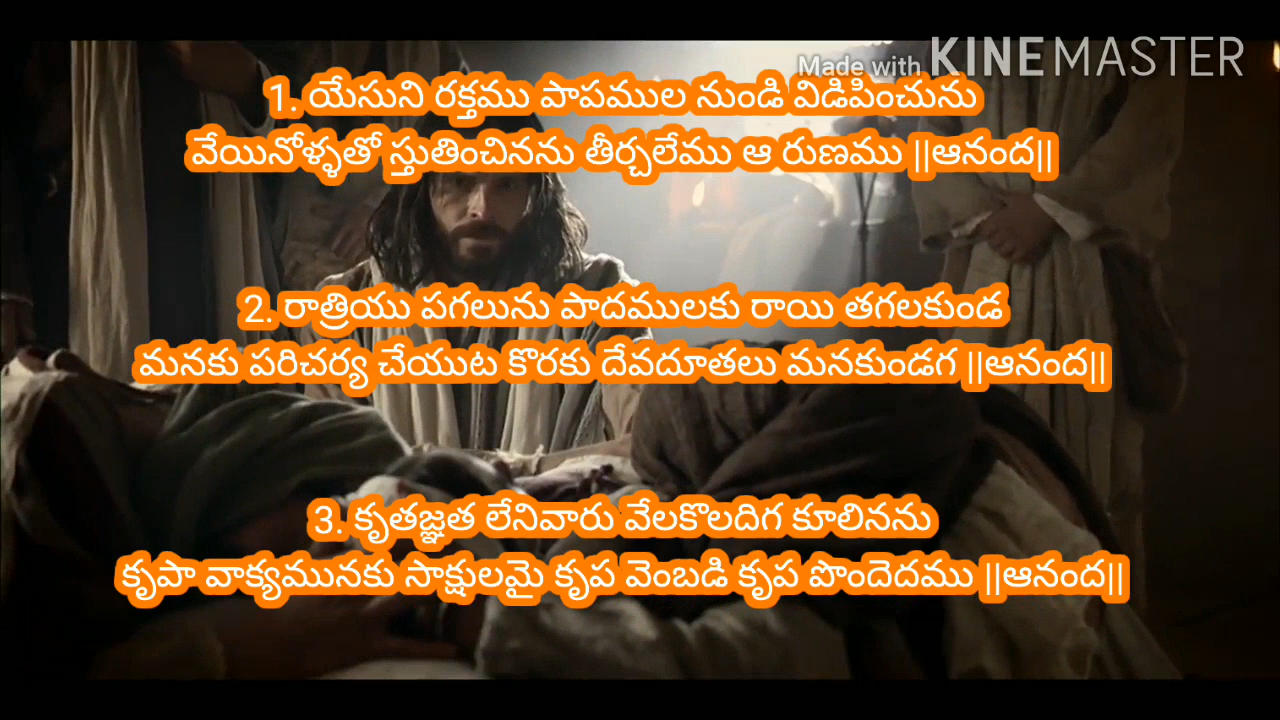 Made with KINEMASTER
1. యేసుని రక్తము పాపముల నుండి విడిపించును
వేయినోళ్ళతో స్తుతించినను తీర్చలేము ఆ రుణము ||ఆనంద||
2. రాత్రియు పగలును పాదములకు రాయి తగలకుండ
మనకు పరిచర్య చేయుట కొరకు దేవదూతలు మనకుండగ ||ఆనంద||
3. కృతజ్ఞత లేనివారు వేలకొలదిగ కూలినను
కృపా వాక్యమునకు సాక్షులమై కృప వెంబడి కృప పొందెదము ||ఆనంద||